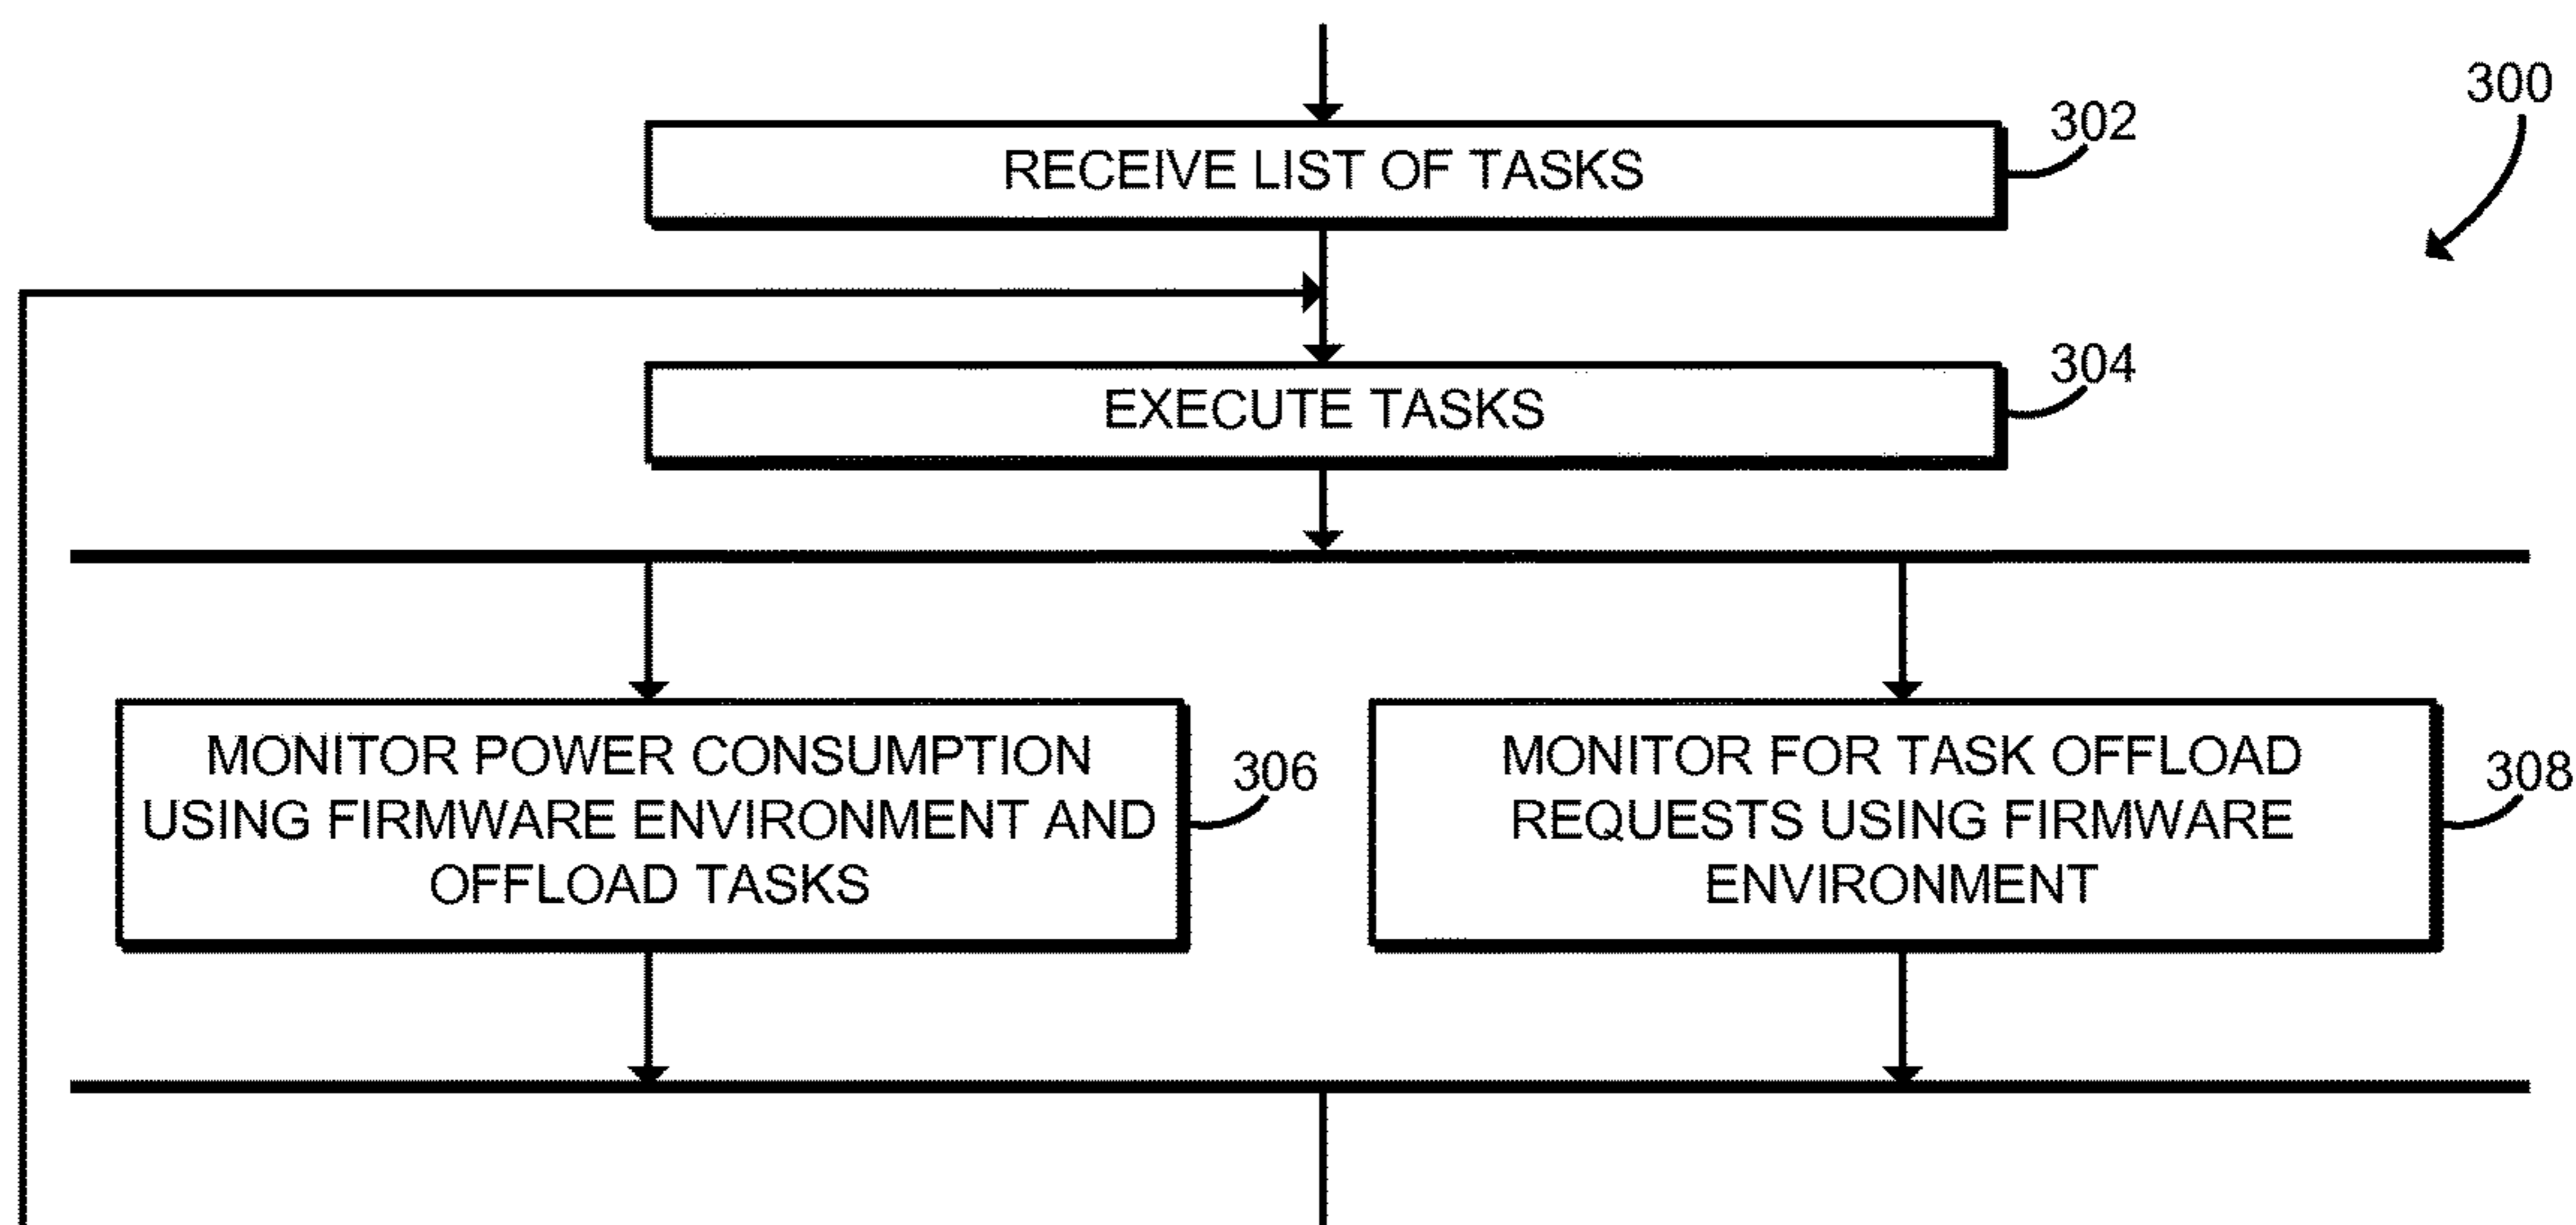 300
302
RECEIVE LIST OF TASKS
304
EXECUTE TASKS
MONITOR POWER CONSUMPTION
USING FIRMWARE ENVIRONMENT AND
OFFLOAD TASKS
306
MONITOR FOR TASK OFFLOAD
REQUESTS USING FIRMWARE
ENVIRONMENT
308